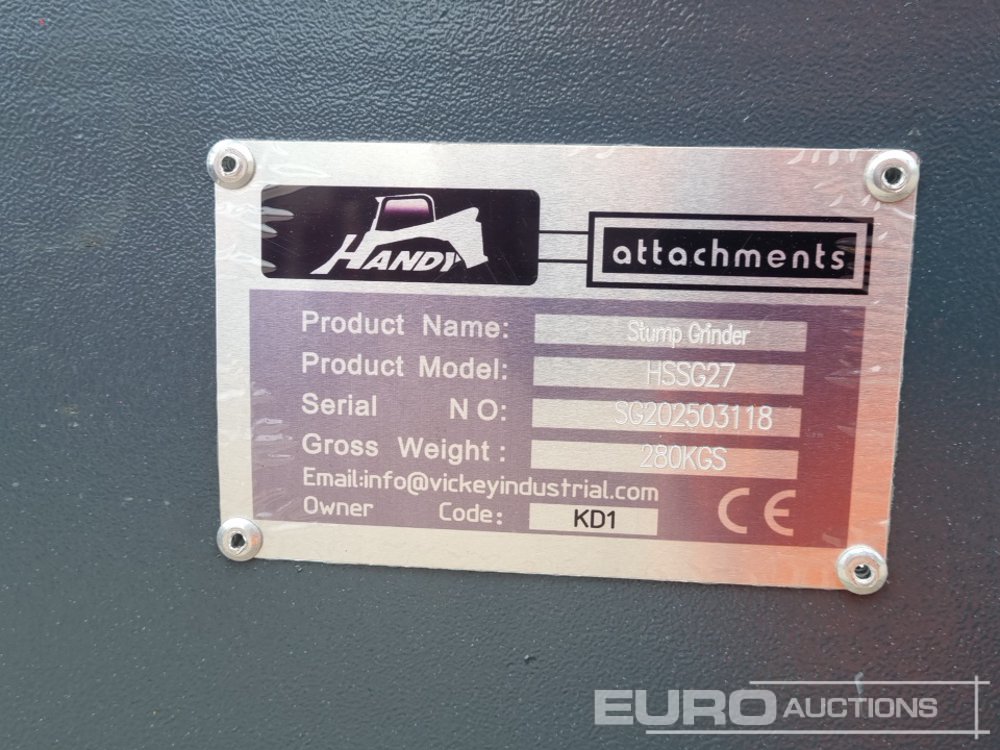 HANDY
attachments
Product Name: Stump Grinder
Product Model: HSSG27
Serial NO: SG202503118
Gross Weight: 280KGS
Email:info@vickeyindustrial.com
Owner Code: KD1
CE
EURO AUCTIONS